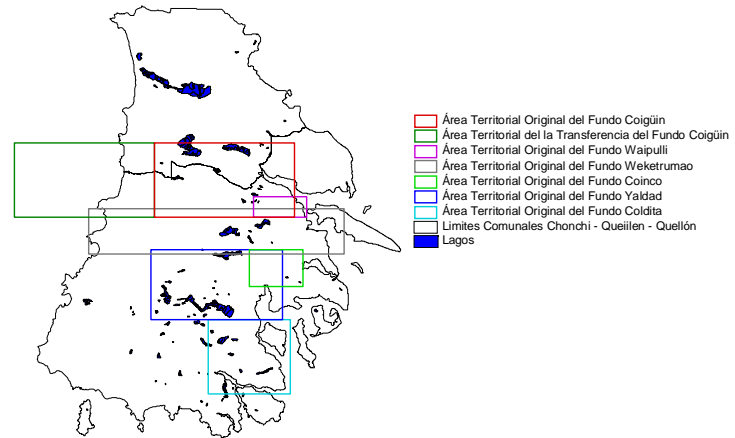 Área Territorial Original del Fundo Coigüin
Área Territorial del la Transferencia del Fundo Coigüin
Área Territorial Original del Fundo Waipulli
Área Territorial Original del Fundo Weketrumao
Área Territorial Original del Fundo Coinco
Área Territorial Original del Fundo Yaldad
Área Territorial Original del Fundo Coldita
Limites Comunales Chonchi - Queiilen - Quellón
Lagos